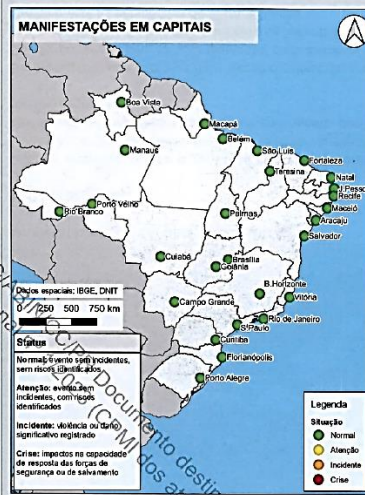 MANIFESTAÇÕES EM CAPITAIS
Boa Vista
Macapá
Belém
Manaus
São Luis
Fortaleza
Teresina
Natal
J.Pesso
Recife
Porto Velho
Rio Branco
Palmas
Maceió
Aracaju
Salvador
Cuiabá
Brasília
Goiânia
B.Horizonte
Vitória
Campo Grande
Rio de Janeiro
S.Paulo
Curitiba
Florianópolis
Porto Alegre
Dados espaciais: IBGE, DNIT
0 250 500 750 km
Status
Normal: evento sem incidentes,
sem riscos identificados
Atenção: evento sem
incidentes, com riscos
identificados
Incidente: violência ou dano
significativo registrado
Crise: impactos na capacidade
de resposta das forças de
segurança ou de salvamento
Legenda
Situação
Normal
Atenção
Incidente
Crise
Documento
dos